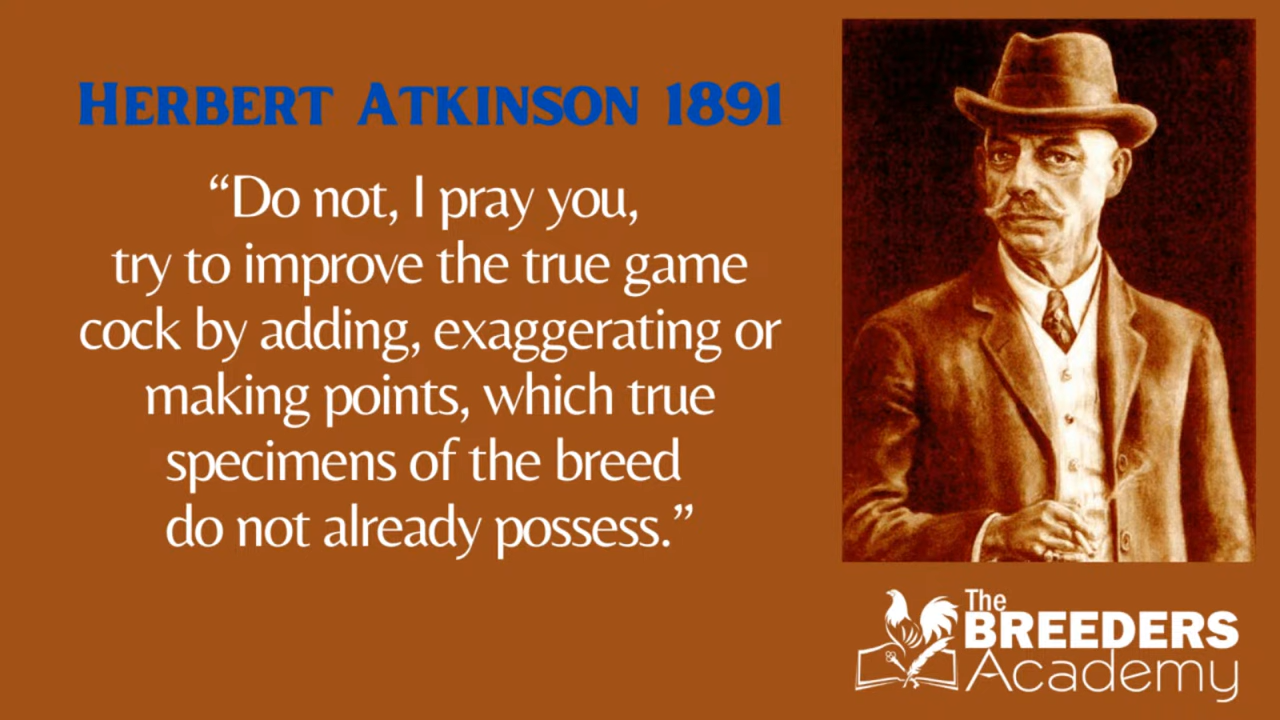 HERBERT ATKINSON 1891
“Do not, I pray you,
try to improve the true game
cock by adding, exaggerating or
making points, which true
specimens of the breed
do not already possess.”
The
BREEDERS
Academy